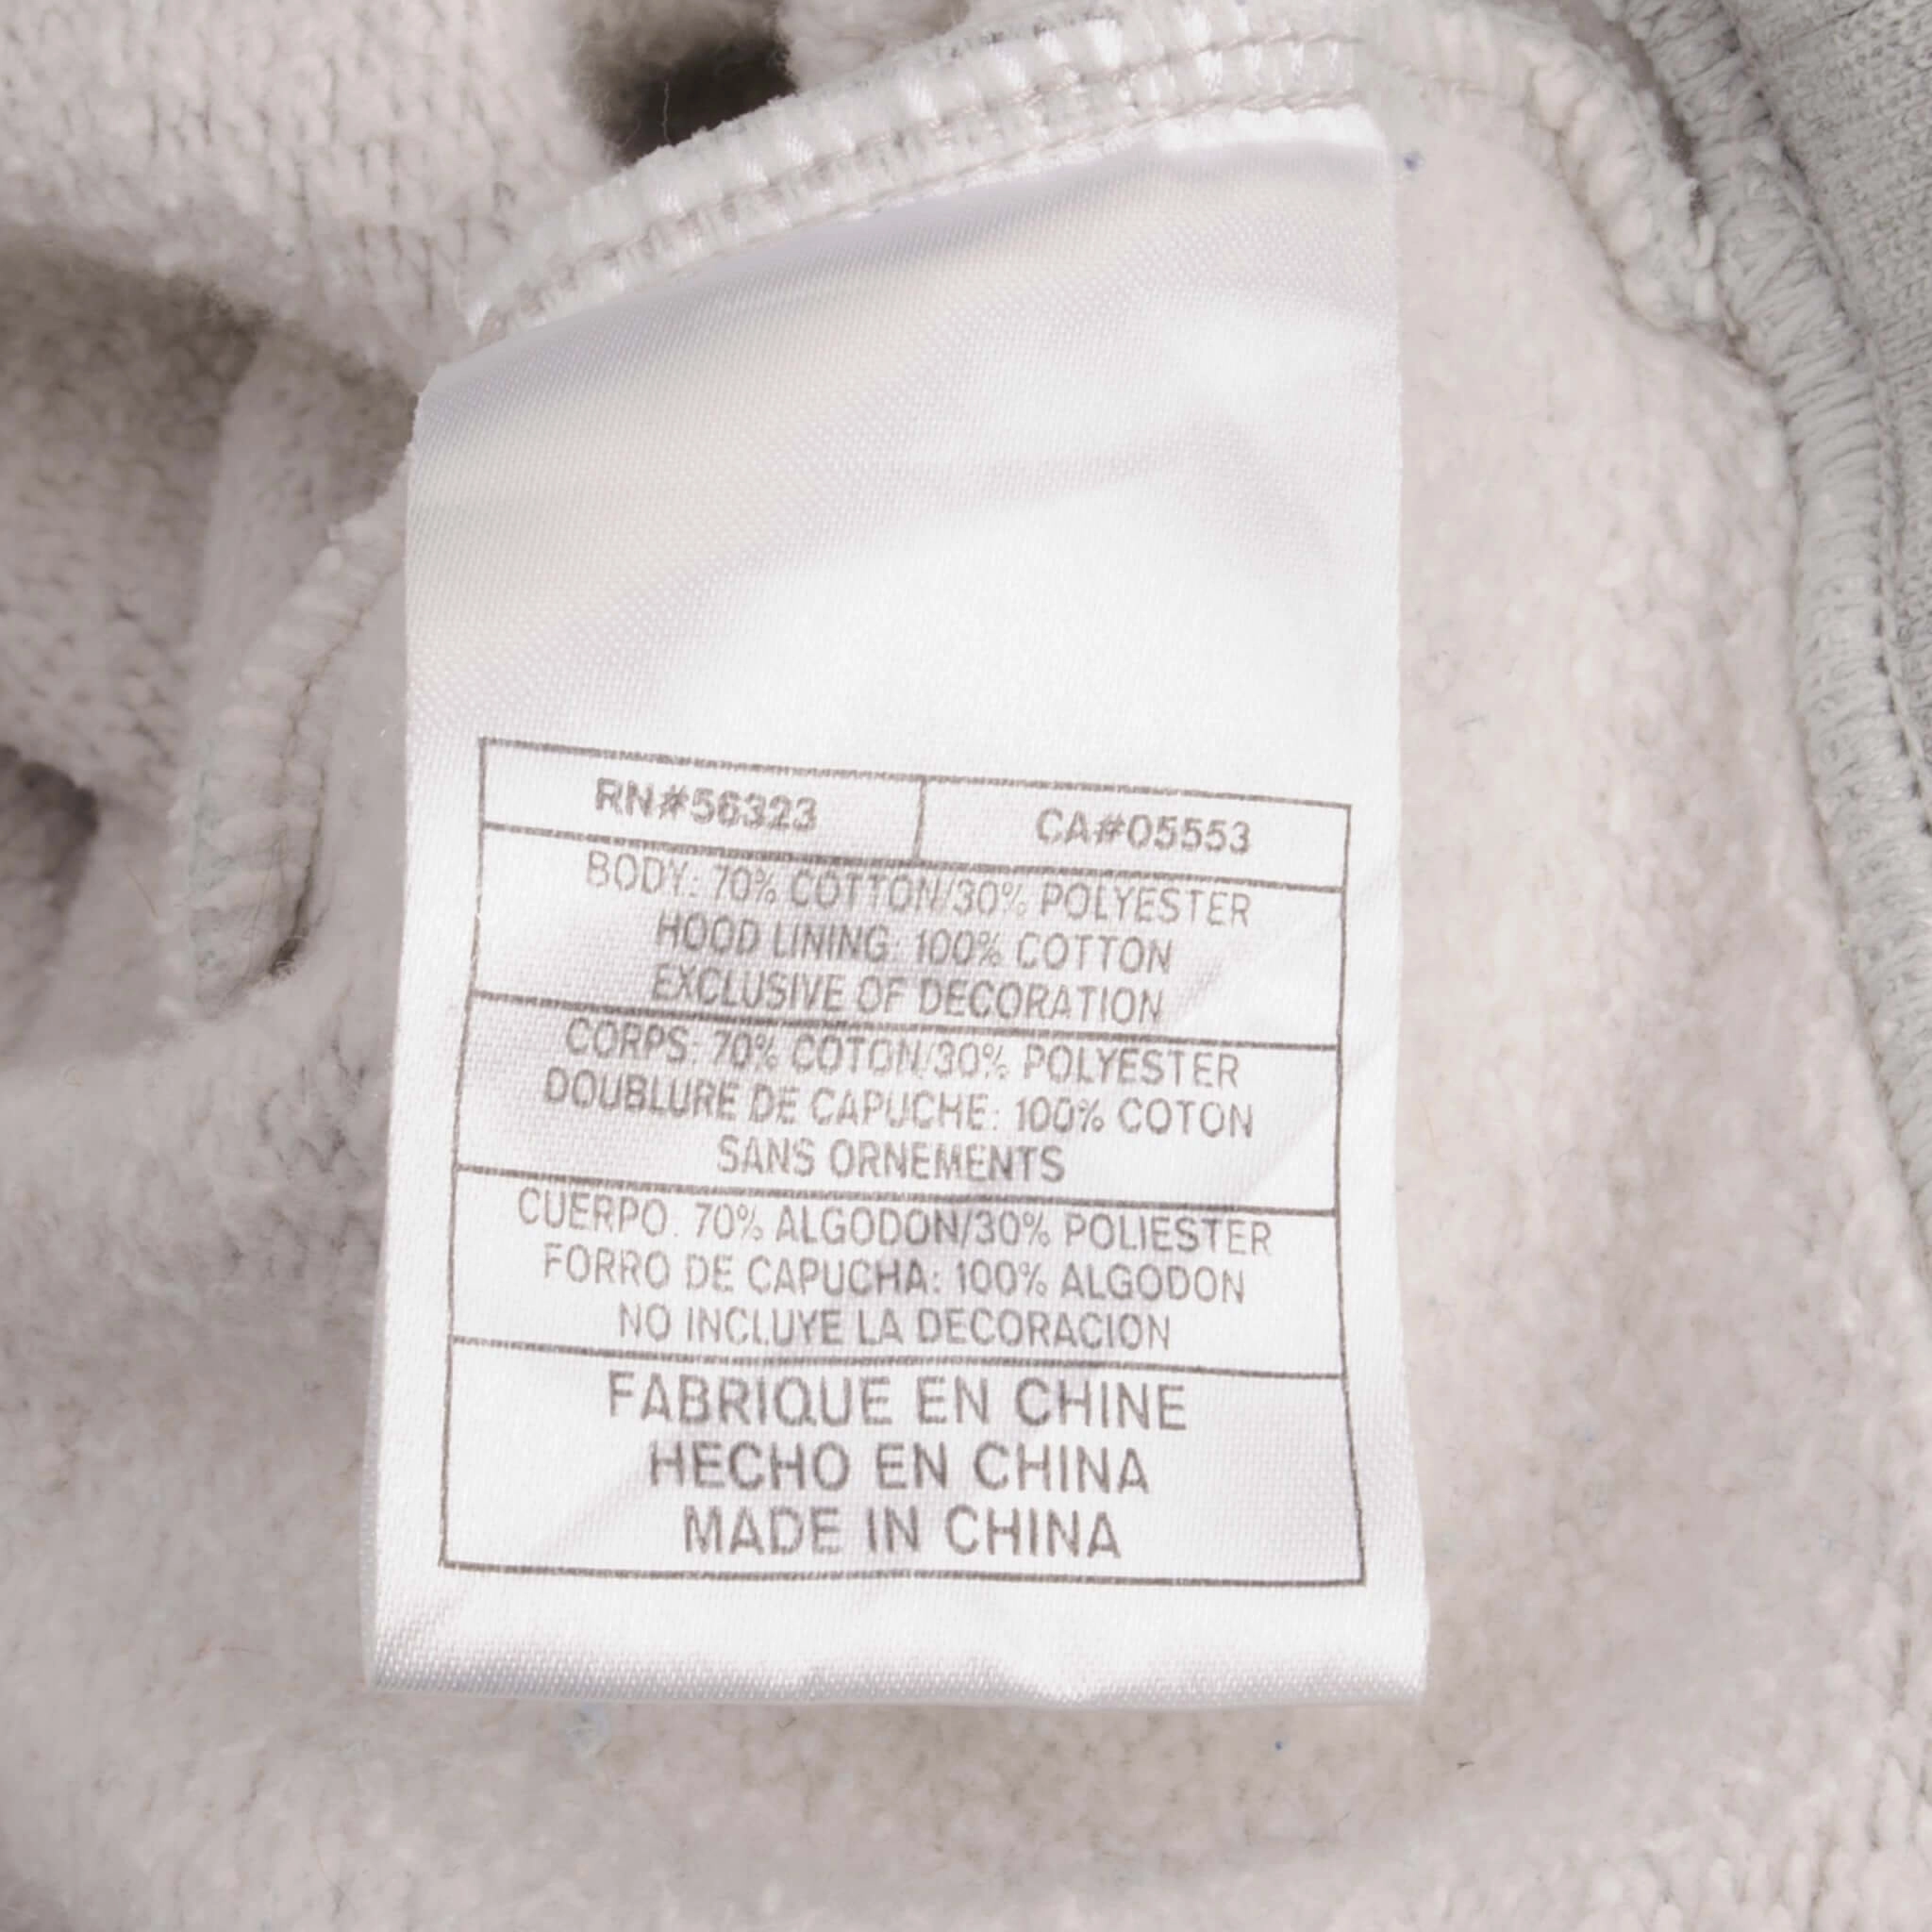 RN#56323 CA#05553
BODY: 70% COTTON/30% POLYESTER
HOOD LINING: 100% COTTON
EXCLUSIVE OF DECORATION
CORPS: 70% COTON/30% POLYESTER
DOUBLURE DE CAPUCHE: 100% COTON
SANS ORNEMENTS
CUERPO: 70% ALGODON/30% POLIESTER
FORRO DE CAPUCHA: 100% ALGODON
NO INCLUYE LA DECORACION
FABRIQUE EN CHINE
HECHO EN CHINA
MADE IN CHINA